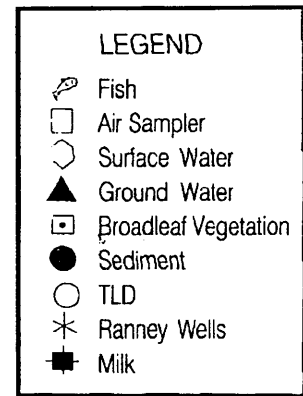 LEGEND
Fish
Air Sampler
Surface Water
Ground Water
Broadleaf Vegetation
Sediment
TLD
Ranney Wells
Milk